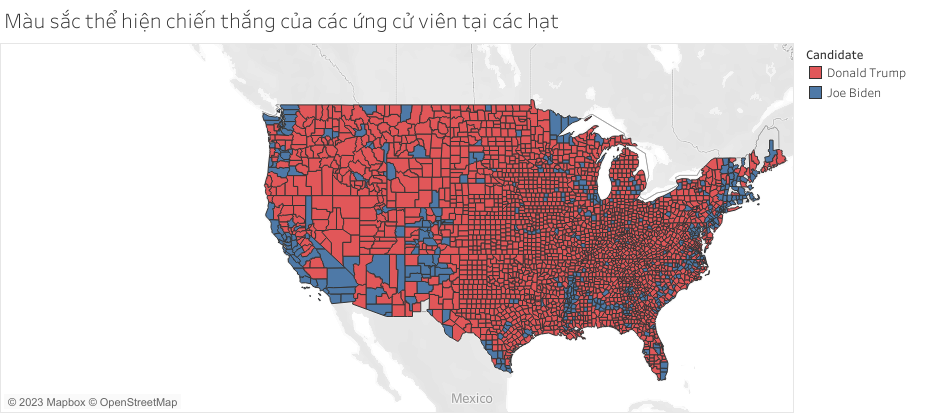 Màu sắc thể hiện chiến thắng của các ứng cử viên tại các hạt
Candidate
Donald Trump
Joe Biden
Mexico
© 2023 Mapbox © OpenStreetMap